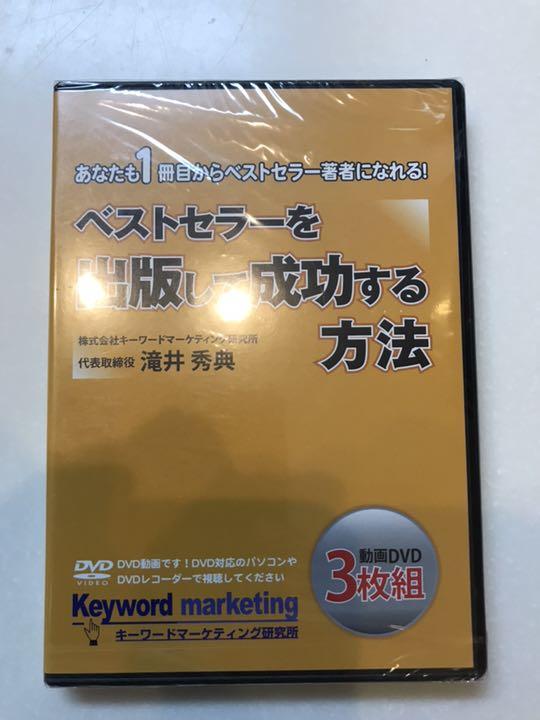 あなたも1冊目からベストセラー著者になれる!
ベストセラーを
出版して成功する
方法
株式会社キーワードマーケティング研究所
代表取締役 滝井 秀典
動画DVD
3枚組
DVD
VIDEO
DVD動画です!DVD対応のパソコンや
DVDレコーダーで視聴してください
Keyword marketing
キーワードマーケティング研究所